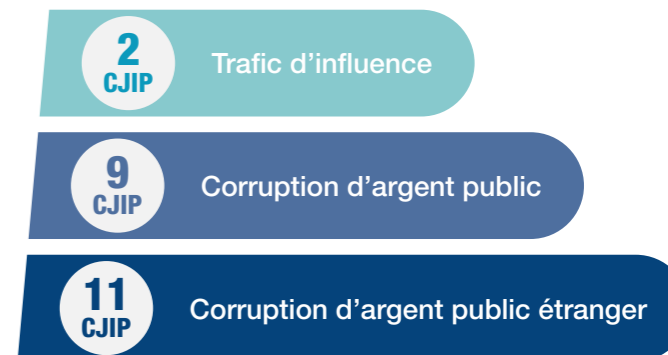 2
CJIP
Trafic d’influence
9
CJIP
Corruption d’argent public
11
CJIP
Corruption d’argent public étranger